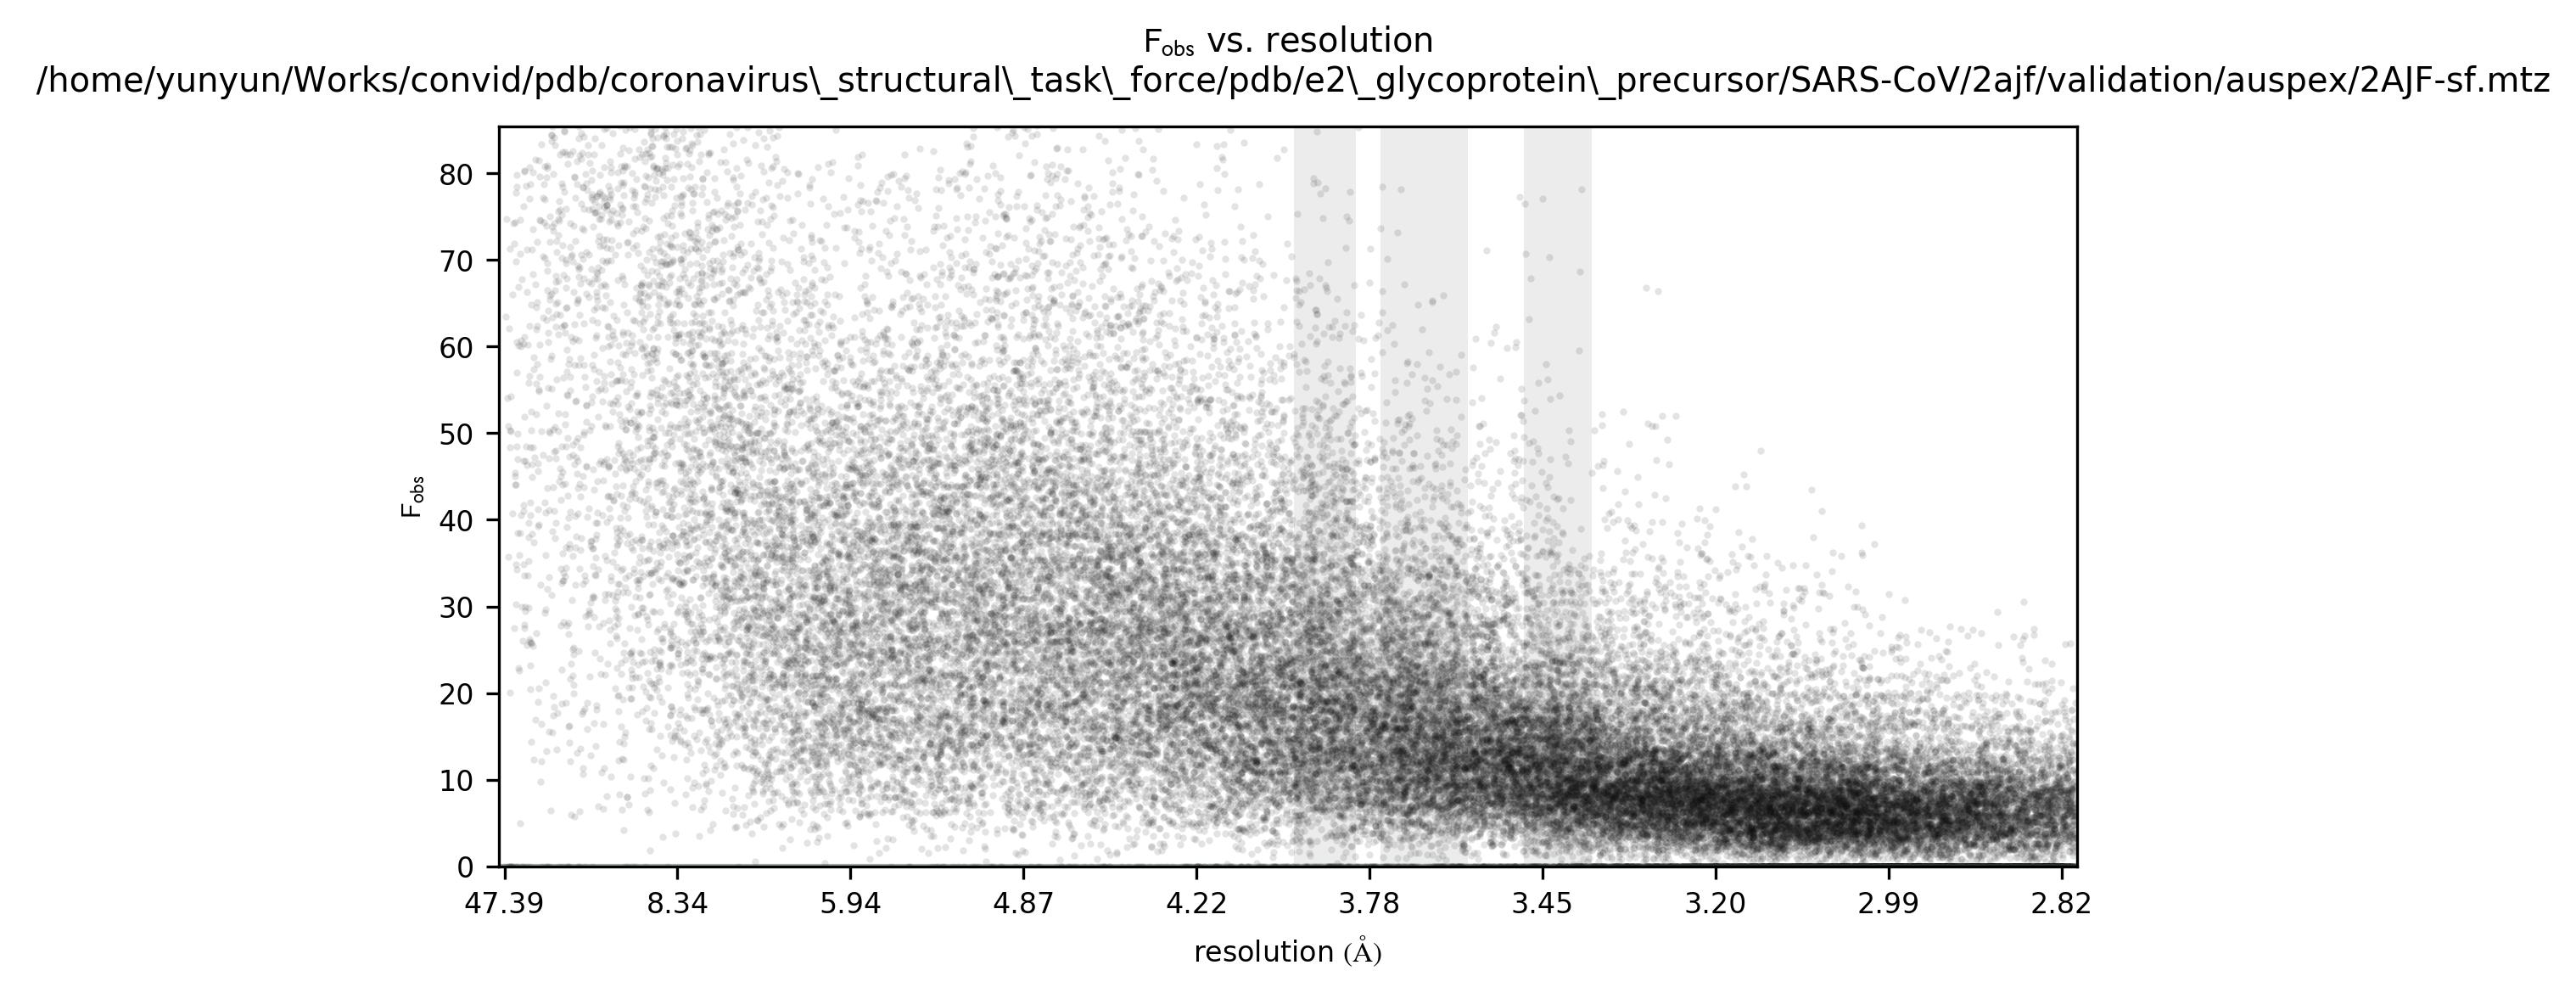 Fobs vs. resolution
/home/yunyun/Works/convid/pdb/coronavirus\_structural\_task\_force/pdb/e2\_glycoprotein\_precursor/SARS-CoV/2ajf/validation/auspex/2AJF-sf.mtz
80
70
60
50
40
30
20
10
0
Fobs
47.39 8.34 5.94 4.87 4.22 3.78 3.45 3.20 2.99 2.82
resolution (Å)